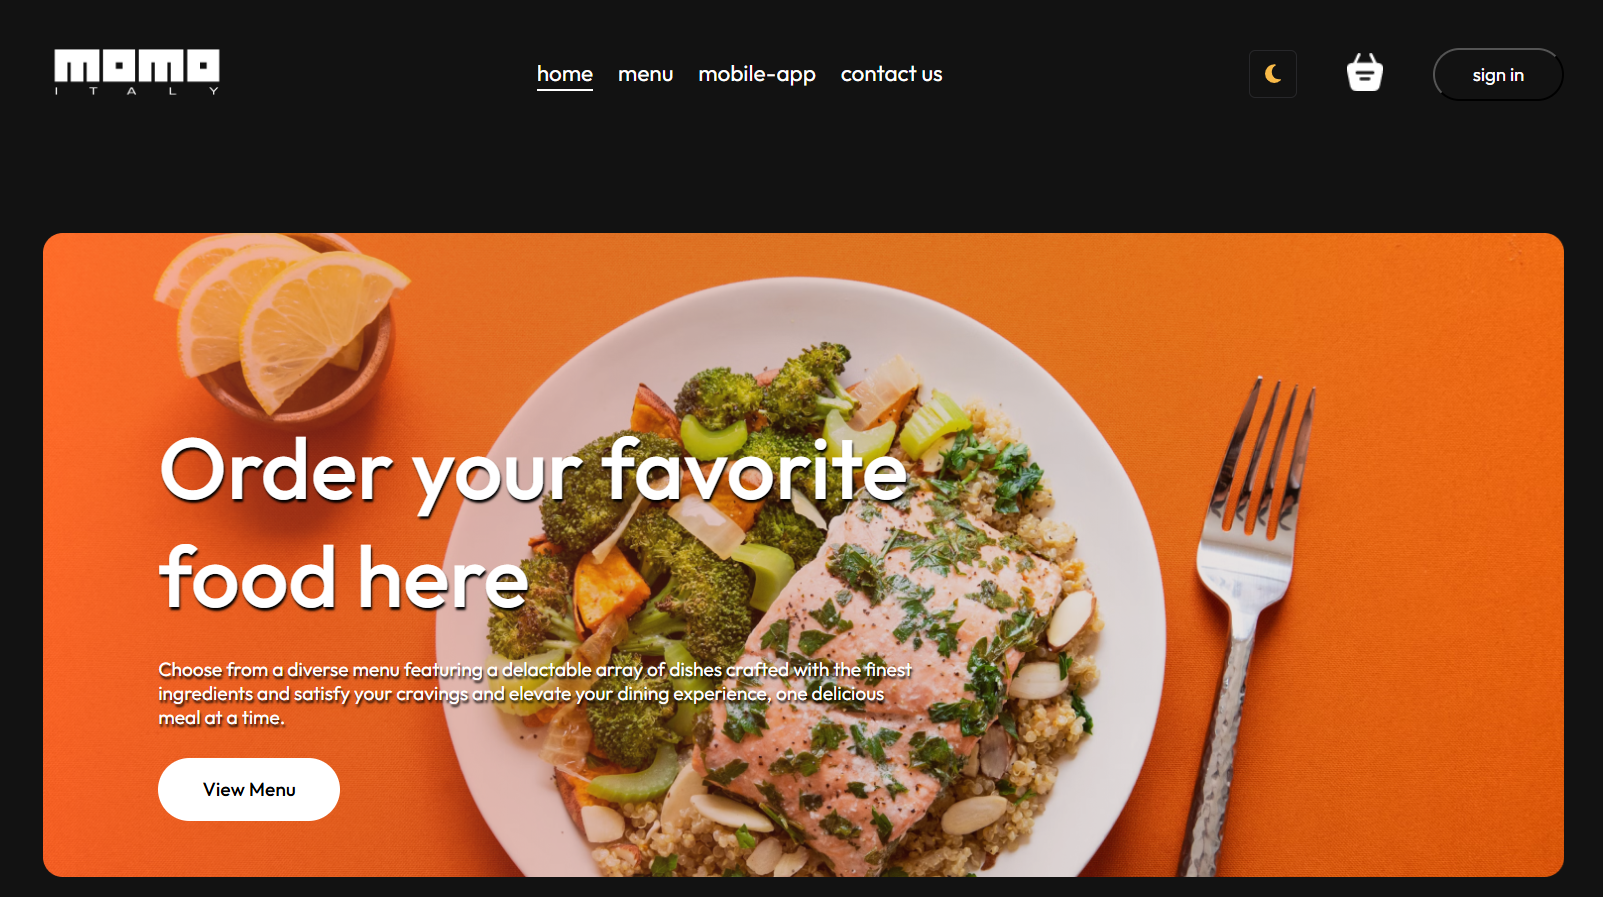 momo
ITALY
home
menu
mobile-app
contact us
sign in
Order your favorite
food here
Choose from a diverse menu featuring a delactable array of dishes crafted with the finest
ingredients and satisfy your cravings and elevate your dining experience, one delicious
meal at a time.
View Menu